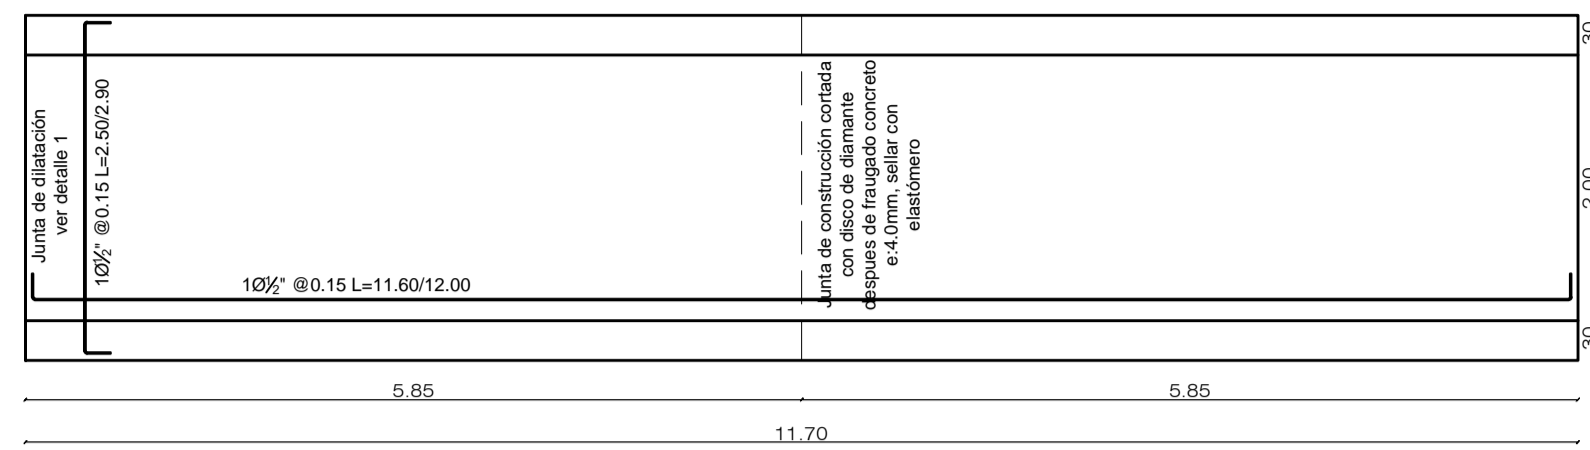 Junta de dilatación
ver detalle 1
1Ø½" @0.15 L=2.50/2.90
1Ø½" @0.15 L=11.60/12.00
Junta de construcción cortada
con disco de diamante
despues de fraugado concreto
e:4.0mm, sellar con
elastómero
30
30
5.85
5.85
11.70